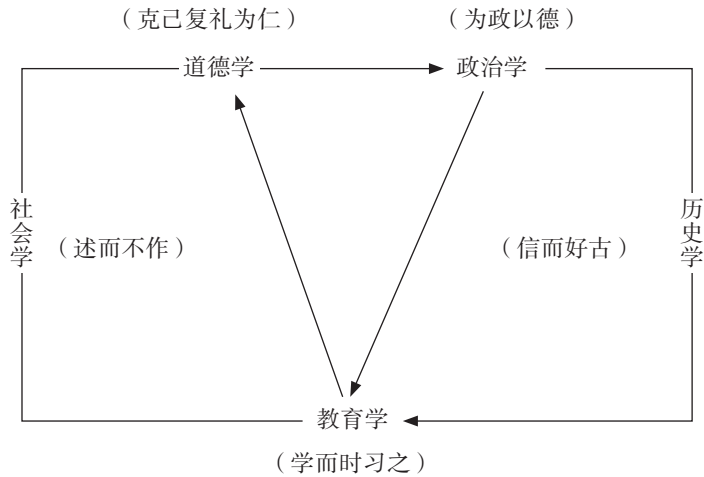 （克己复礼为仁）
（为政以德）
道德学
政治学
社会学
（述而不作）
（信而好古）
历史学
教育学
（学而时习之）